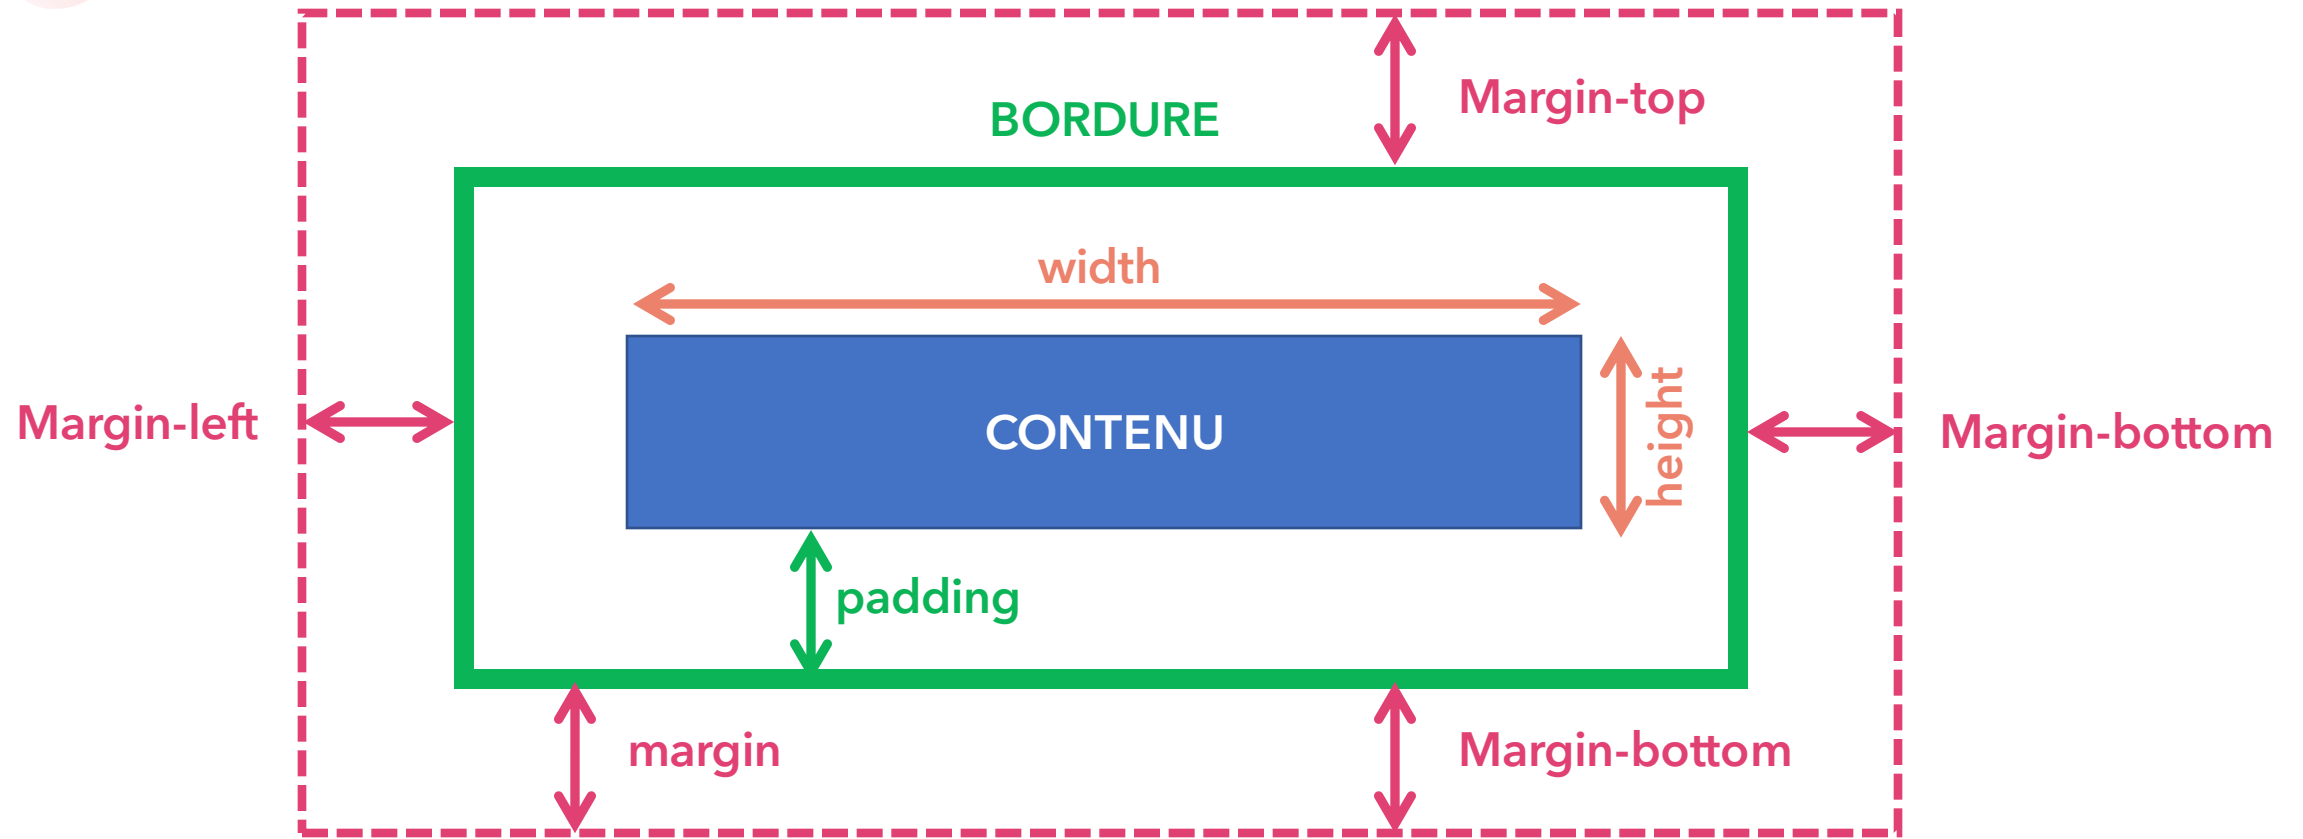 Margin-top
BORDURE
width
height
Margin-left
CONTENU
Margin-bottom
padding
margin
Margin-bottom